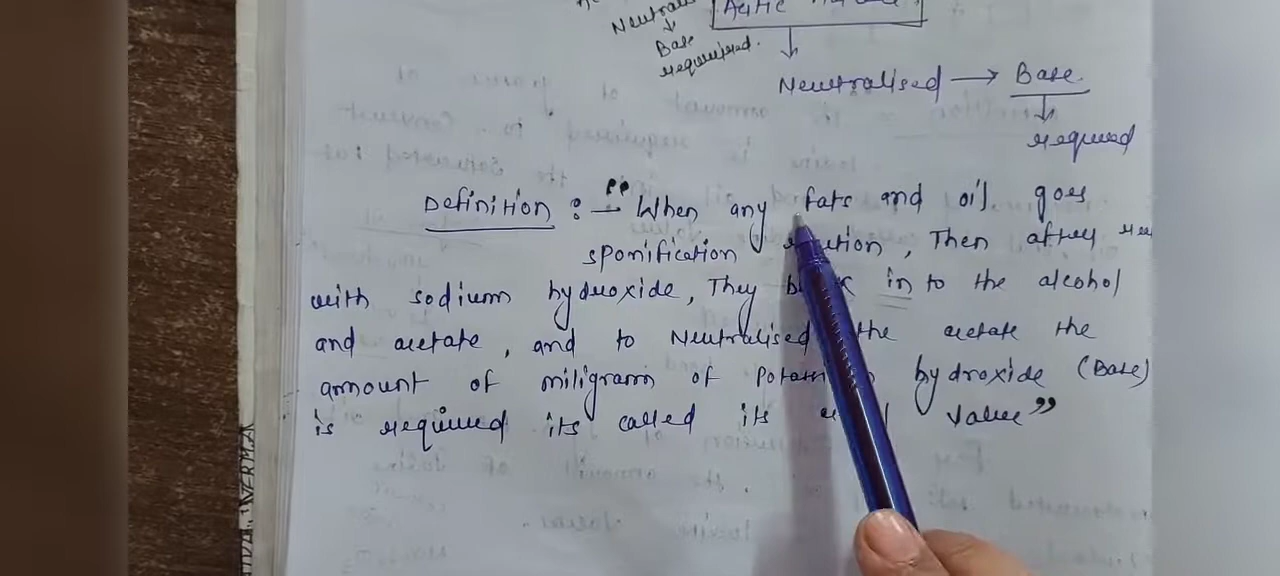 Neutral
Base
required.
Neutralised → Base
required
Definition :→ "When any fats and oil goes
sponification , Then after
with sodium hydroxide, They in to the alcohol
and acetate , and to Neutralised the acetate the
amount of miligram of hydroxide (Base)
is required its called its value"
VERMA